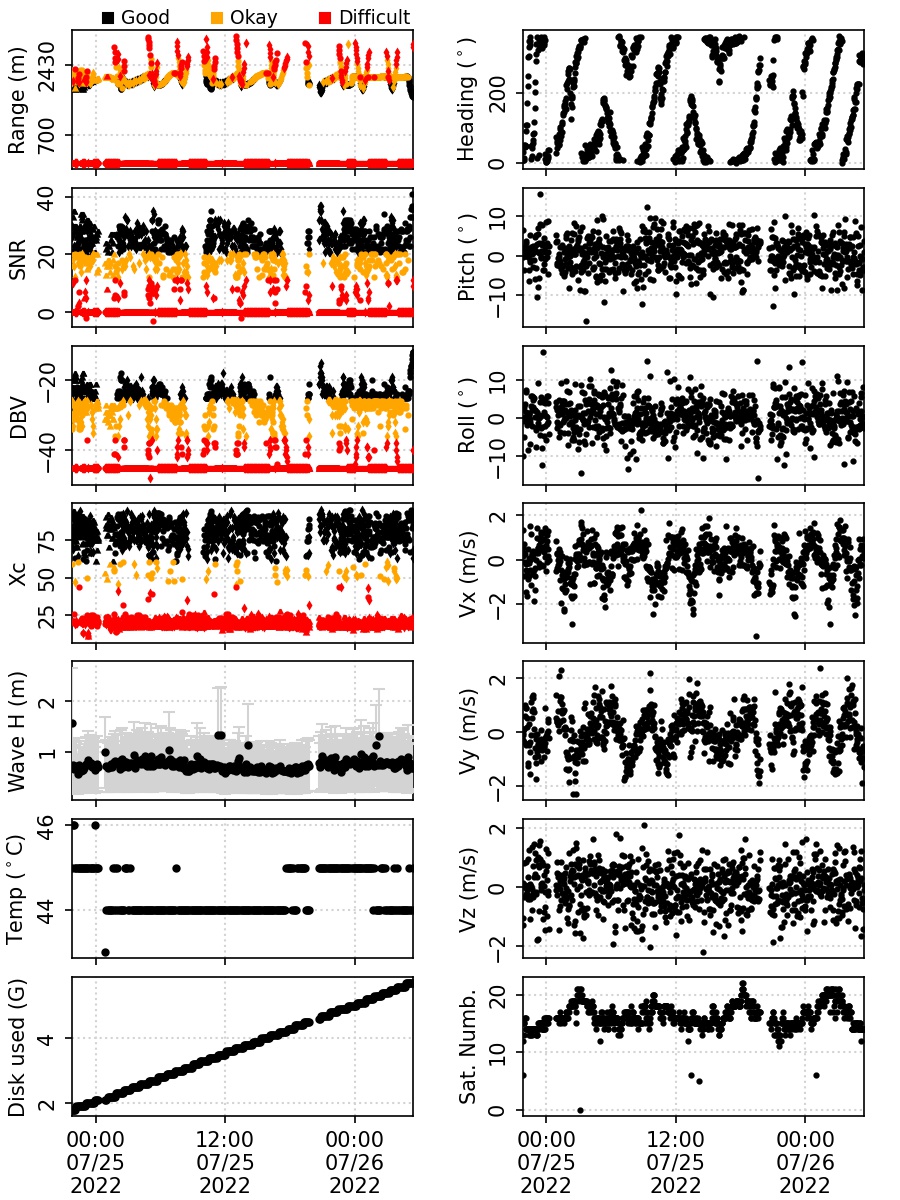 Good Okay Difficult
Range (m)
2430
700
Heading (°)
200
0
SNR
40
20
0
Pitch (°)
10
0
−10
DBV
−20
−40
Roll (°)
10
0
−10
Xc
75
50
25
Vx (m/s)
2
0
−2
Wave H (m)
2
1
Vy (m/s)
2
0
−2
Temp (°C)
46
44
Vz (m/s)
2
0
−2
Disk used (G)
4
2
Sat. Numb.
20
10
0
00:00 12:00 00:00
07/25 07/25 07/26
2022 2022 2022
00:00 12:00 00:00
07/25 07/25 07/26
2022 2022 2022